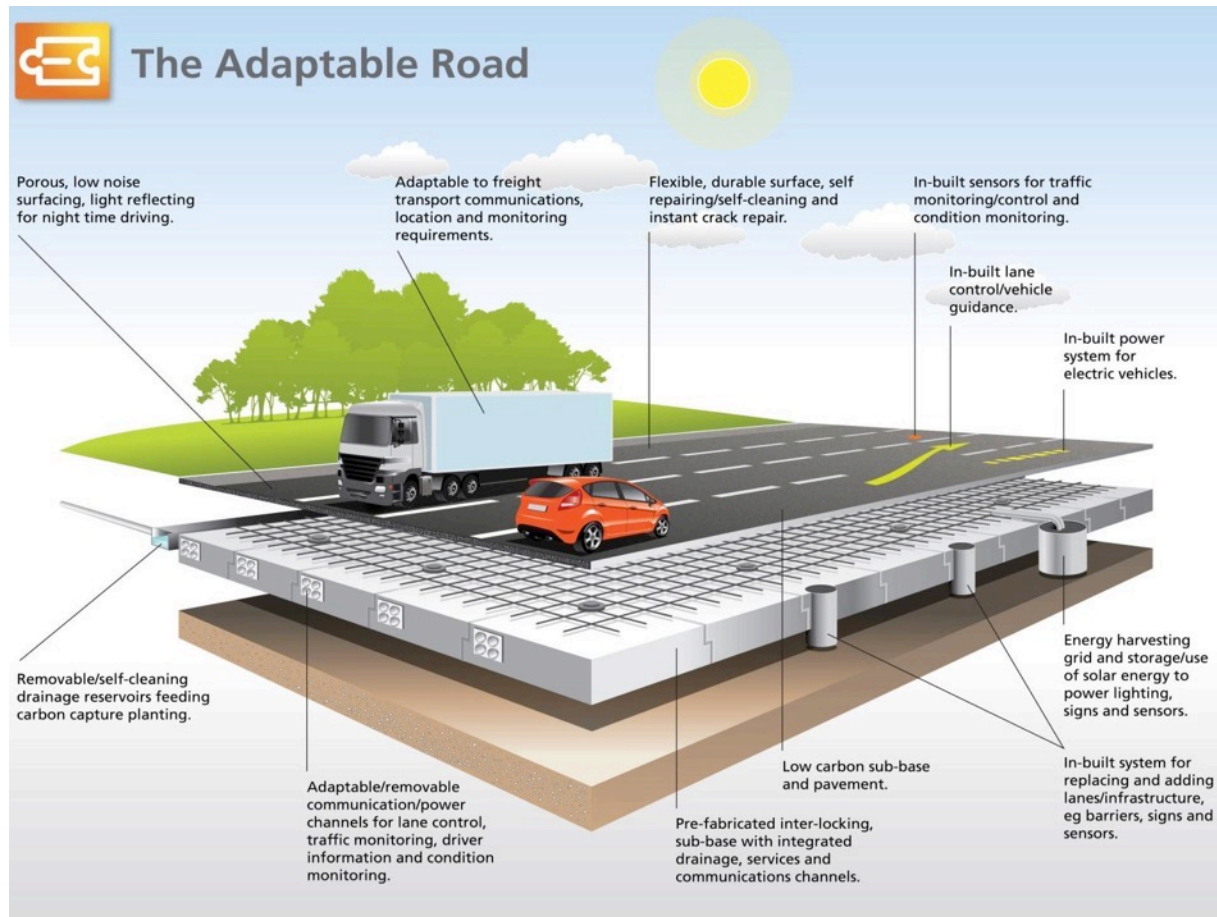 The Adaptable Road
Porous, low noise
surfacing, light reflecting
for night time driving.
Adaptable to freight
transport communications,
location and monitoring
requirements.
Flexible, durable surface, self
repairing/self-cleaning and
instant crack repair.
In-built sensors for traffic
monitoring/control and
condition monitoring.
In-built lane
control/vehicle
guidance.
In-built power
system for
electric vehicles.
Removable/self-cleaning
drainage reservoirs feeding
carbon capture planting.
Adaptable/removable
communication/power
channels for lane control,
traffic monitoring, driver
information and condition
monitoring.
Pre-fabricated inter-locking,
sub-base with integrated
drainage, services and
communications channels.
Low carbon sub-base
and pavement.
Energy harvesting
grid and storage/use
of solar energy to
power lighting,
signs and sensors.
In-built system for
replacing and adding
lanes/infrastructure,
eg barriers, signs and
sensors.